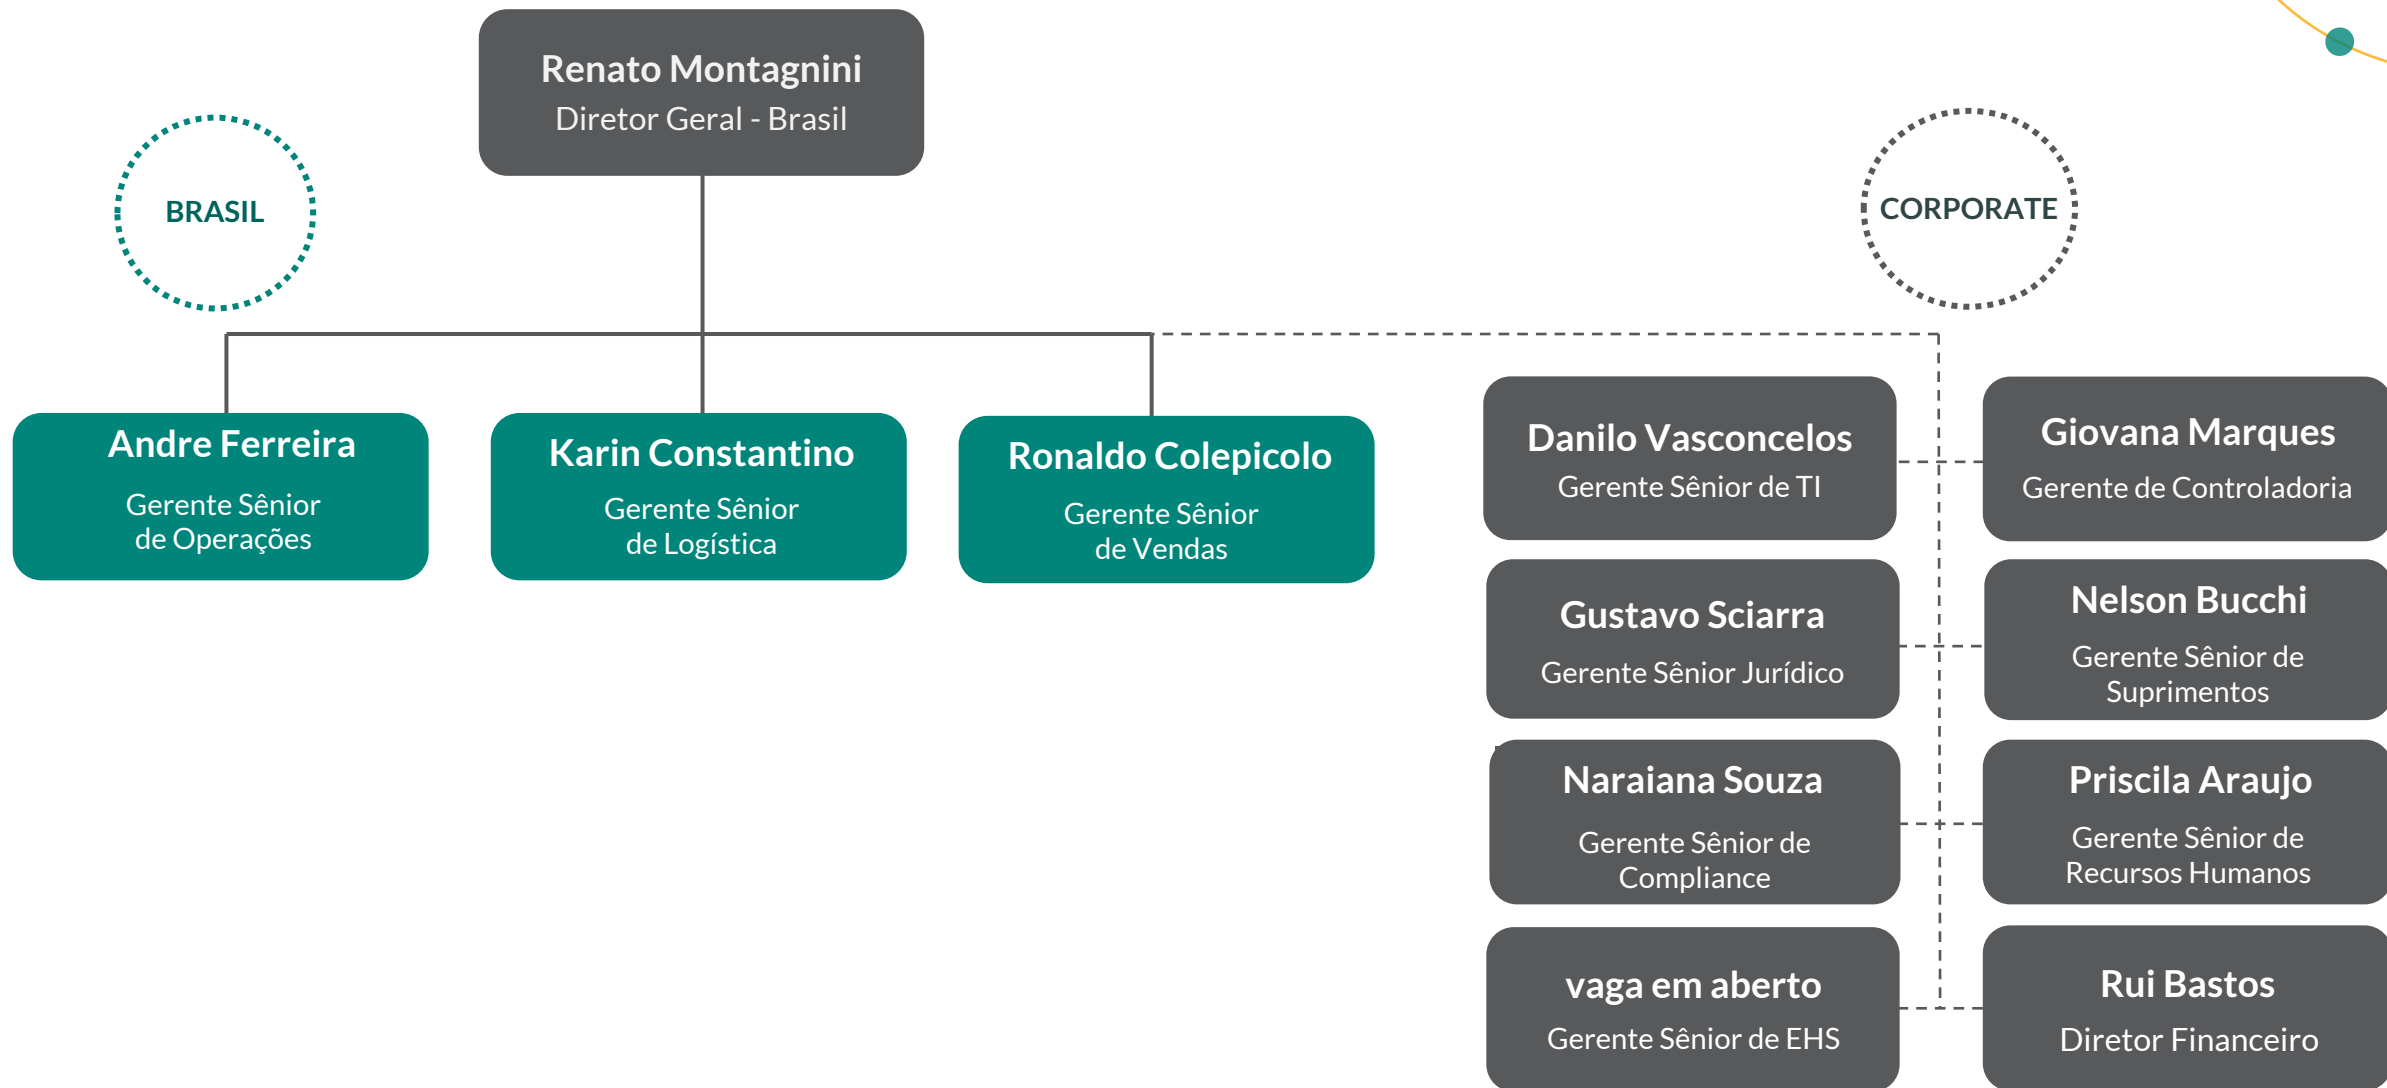 Renato Montagnini
Diretor Geral - Brasil
BRASIL
CORPORATE
Andre Ferreira
Gerente Sênior
de Operações
Karin Constantino
Gerente Sênior
de Logística
Ronaldo Colepicolo
Gerente Sênior
de Vendas
Danilo Vasconcelos
Gerente Sênior de TI
Giovana Marques
Gerente de Controladoria
Gustavo Sciarra
Gerente Sênior Jurídico
Nelson Bucchi
Gerente Sênior de
Suprimentos
Naraiana Souza
Gerente Sênior de
Compliance
Priscila Araujo
Gerente Sênior de
Recursos Humanos
vaga em aberto
Gerente Sênior de EHS
Rui Bastos
Diretor Financeiro